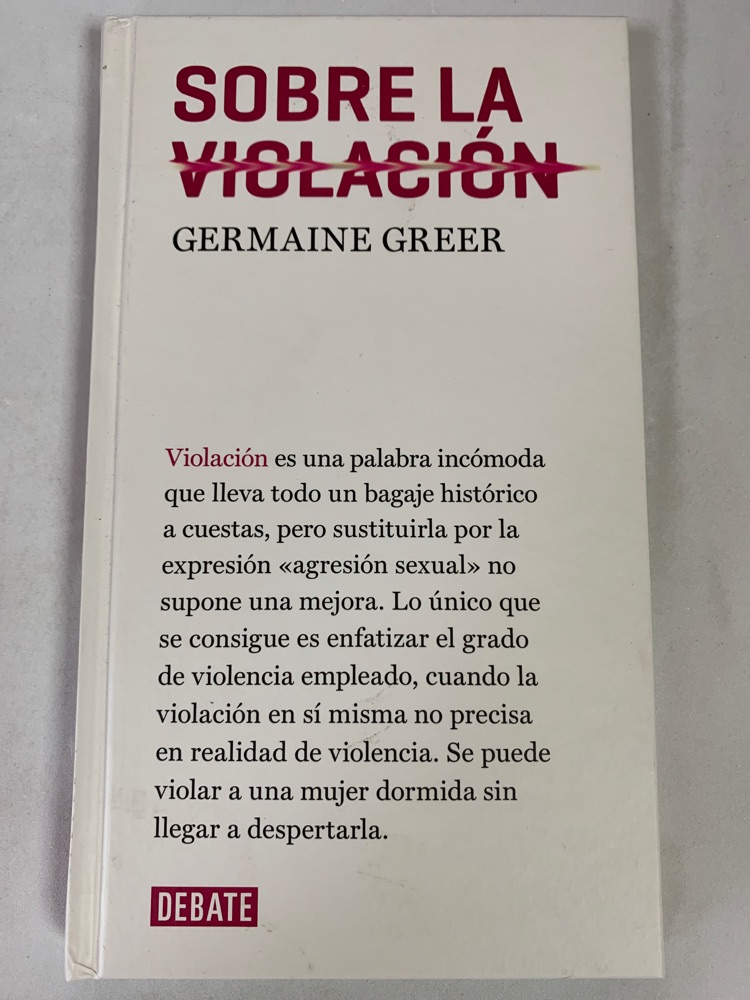 SOBRE LA
VIOLACIÓN
GERMAINE GREER
Violación es una palabra incómoda
que lleva todo un bagaje histórico
a cuestas, pero sustituirla por la
expresión «agresión sexual» no
supone una mejora. Lo único que
se consigue es enfatizar el grado
de violencia empleado, cuando la
violación en sí misma no precisa
en realidad de violencia. Se puede
violar a una mujer dormida sin
llegar a despertarla.
DEBATE